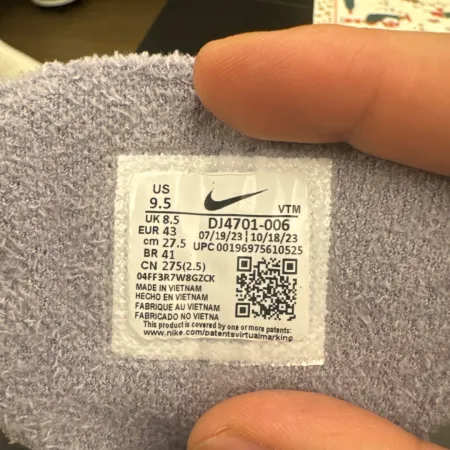 US
9.5
VTM
UK 8.5
DJ4701-006
EUR 43
07/19/23 | 10/18/23
cm 27.5
UPC 00196975610525
BR 41
CN 275(2.5)
04FF3R7W8GZCK
MADE IN VIETNAM
HECHO EN VIETNAM
FABRIQUE AU VIETNAM
FABRICADO NO VIETNA
This product is covered by one or more patents:
www.nike.com/patentsvirtualmarking